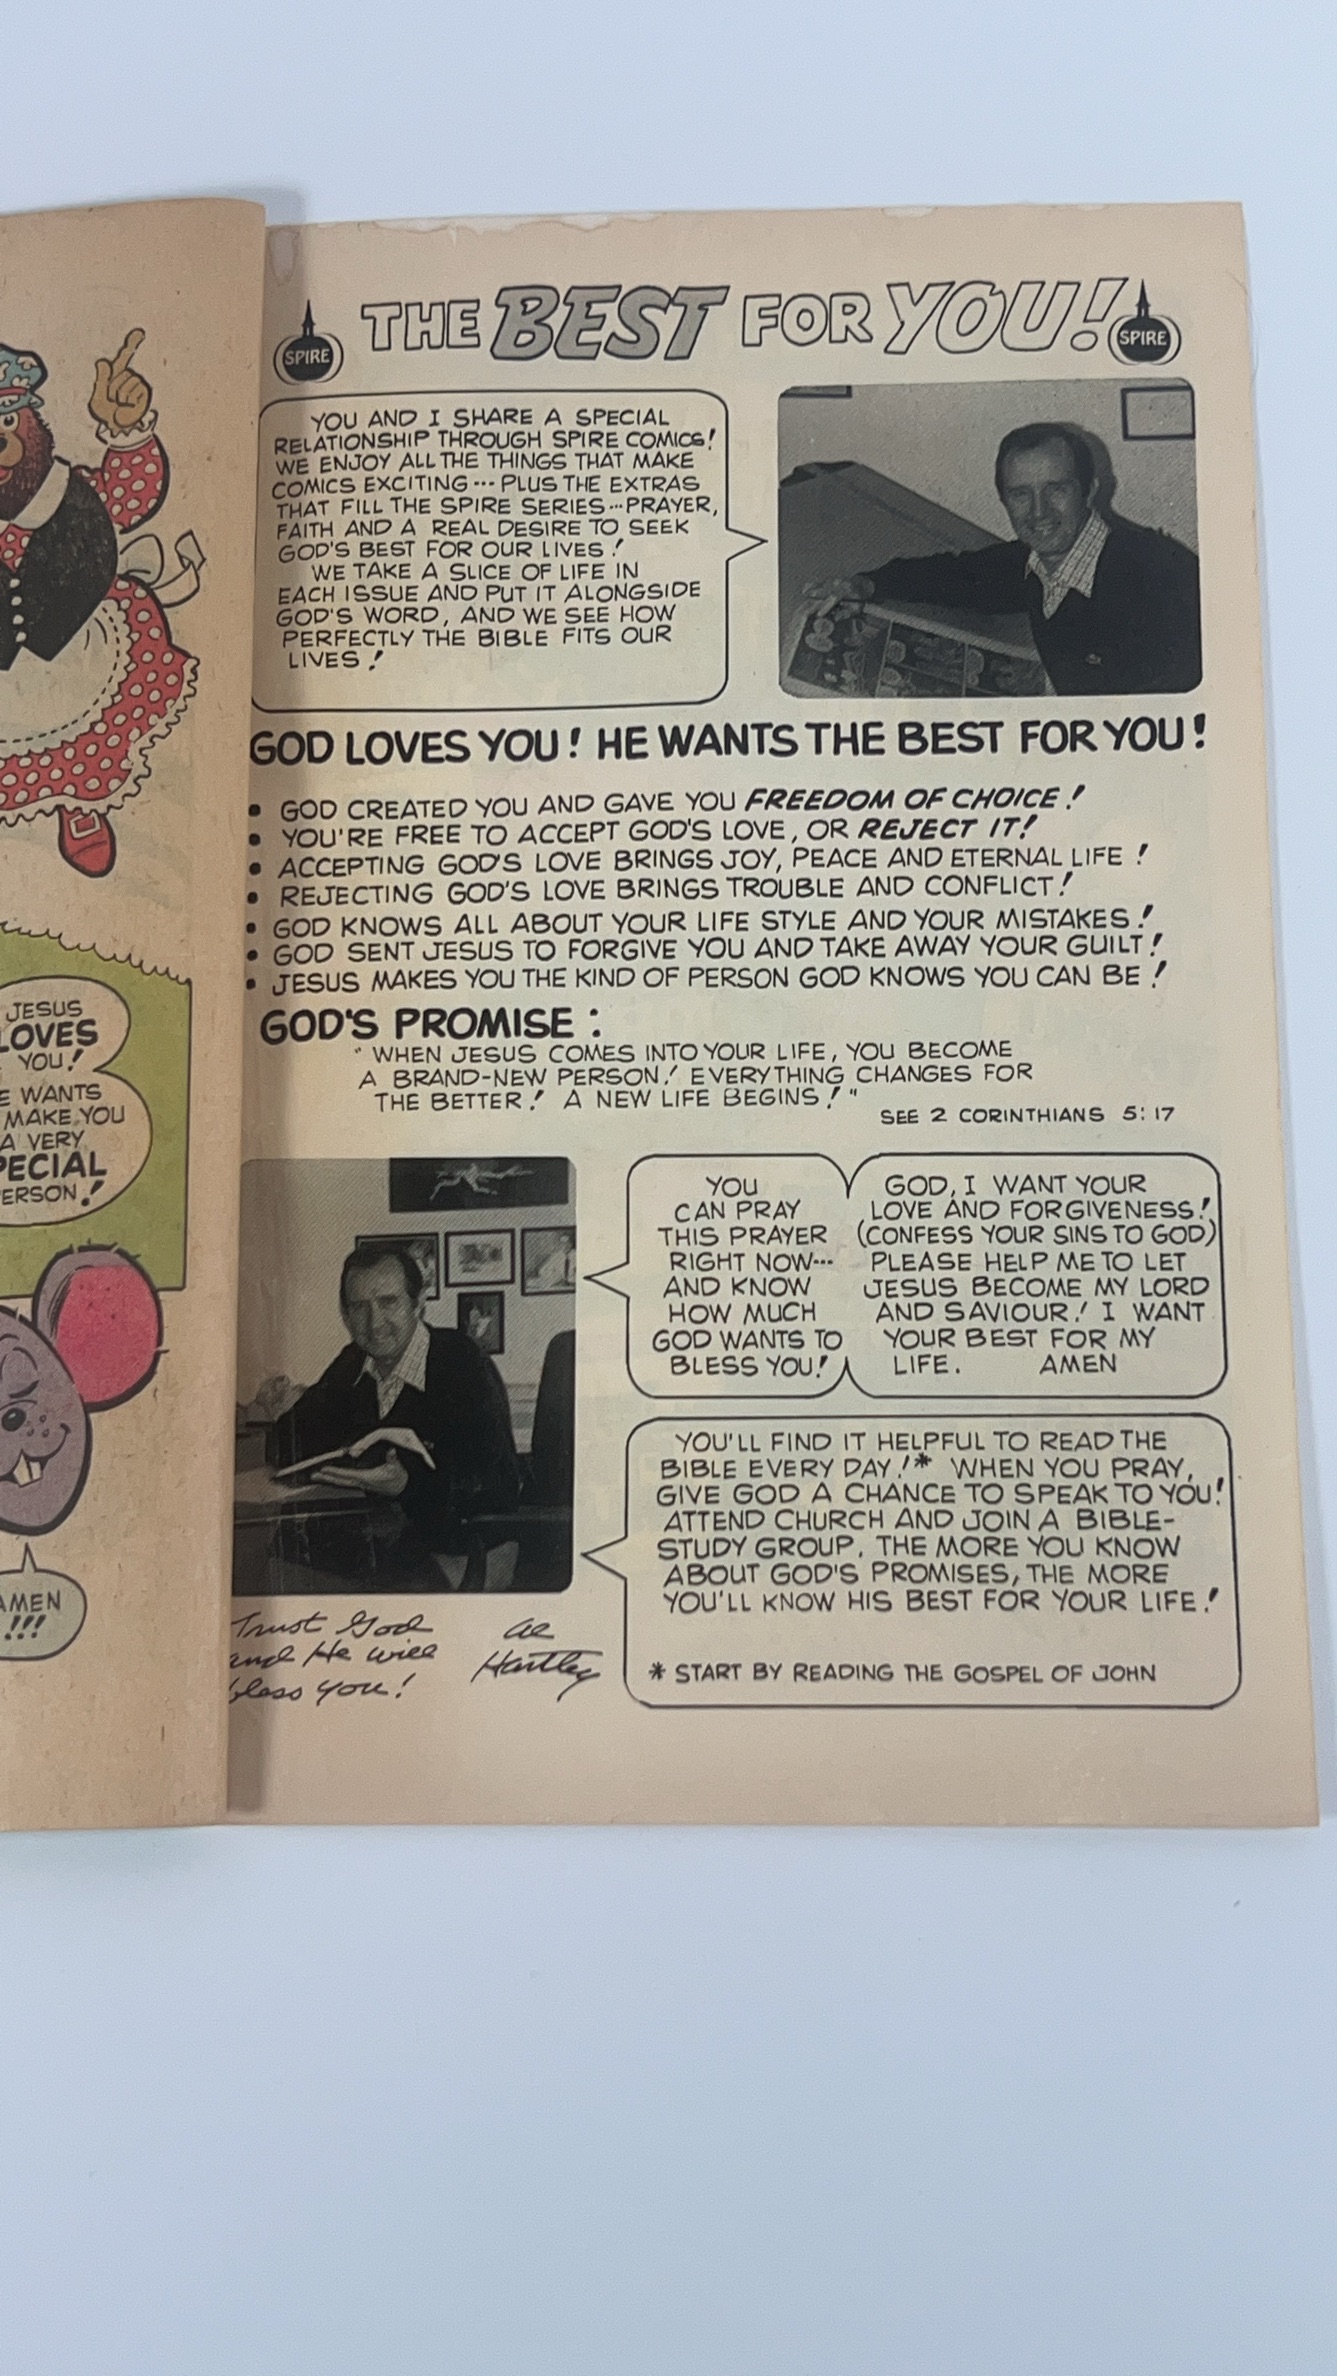 JESUS
LOVES
YOU!
WANTS
MAKE YOU
A VERY
SPECIAL
PERSON!
AMEN
!!!
SPIRE
THE BEST FOR YOU!
SPIRE
YOU AND I SHARE A SPECIAL
RELATIONSHIP THROUGH SPIRE COMICS!
WE ENJOY ALL THE THINGS THAT MAKE
COMICS EXCITING... PLUS THE EXTRAS
THAT FILL THE SPIRE SERIES...PRAYER,
FAITH AND A REAL DESIRE TO SEEK
GOD'S BEST FOR OUR LIVES!
WE TAKE A SLICE OF LIFE IN
EACH ISSUE AND PUT IT ALONGSIDE
GOD'S WORD, AND WE SEE HOW
PERFECTLY THE BIBLE FITS OUR
LIVES!
GOD LOVES YOU! HE WANTS THE BEST FOR YOU!
• GOD CREATED YOU AND GAVE YOU FREEDOM OF CHOICE!
• YOU'RE FREE TO ACCEPT GOD'S LOVE, OR REJECT IT!
• ACCEPTING GOD'S LOVE BRINGS JOY, PEACE AND ETERNAL LIFE!
• REJECTING GOD'S LOVE BRINGS TROUBLE AND CONFLICT!
• GOD KNOWS ALL ABOUT YOUR LIFE STYLE AND YOUR MISTAKES!
• GOD SENT JESUS TO FORGIVE YOU AND TAKE AWAY YOUR GUILT!
• JESUS MAKES YOU THE KIND OF PERSON GOD KNOWS YOU CAN BE!
GOD'S PROMISE:
"WHEN JESUS COMES INTO YOUR LIFE, YOU BECOME
A BRAND-NEW PERSON! EVERYTHING CHANGES FOR
THE BETTER! A NEW LIFE BEGINS!"
SEE 2 CORINTHIANS 5:17
YOU
CAN PRAY
THIS PRAYER
RIGHT NOW...
AND KNOW
HOW MUCH
GOD WANTS TO
BLESS YOU!
GOD, I WANT YOUR
LOVE AND FORGIVENESS!
(CONFESS YOUR SINS TO GOD)
PLEASE HELP ME TO LET
JESUS BECOME MY LORD
AND SAVIOUR! I WANT
YOUR BEST FOR MY
LIFE. AMEN
YOU'LL FIND IT HELPFUL TO READ THE
BIBLE EVERY DAY!* WHEN YOU PRAY,
GIVE GOD A CHANCE TO SPEAK TO YOU!
ATTEND CHURCH AND JOIN A BIBLE-
STUDY GROUP. THE MORE YOU KNOW
ABOUT GOD'S PROMISES, THE MORE
YOU'LL KNOW HIS BEST FOR YOUR LIFE!
* START BY READING THE GOSPEL OF JOHN
Trust God
and He will
bless you!
Al
Hartley